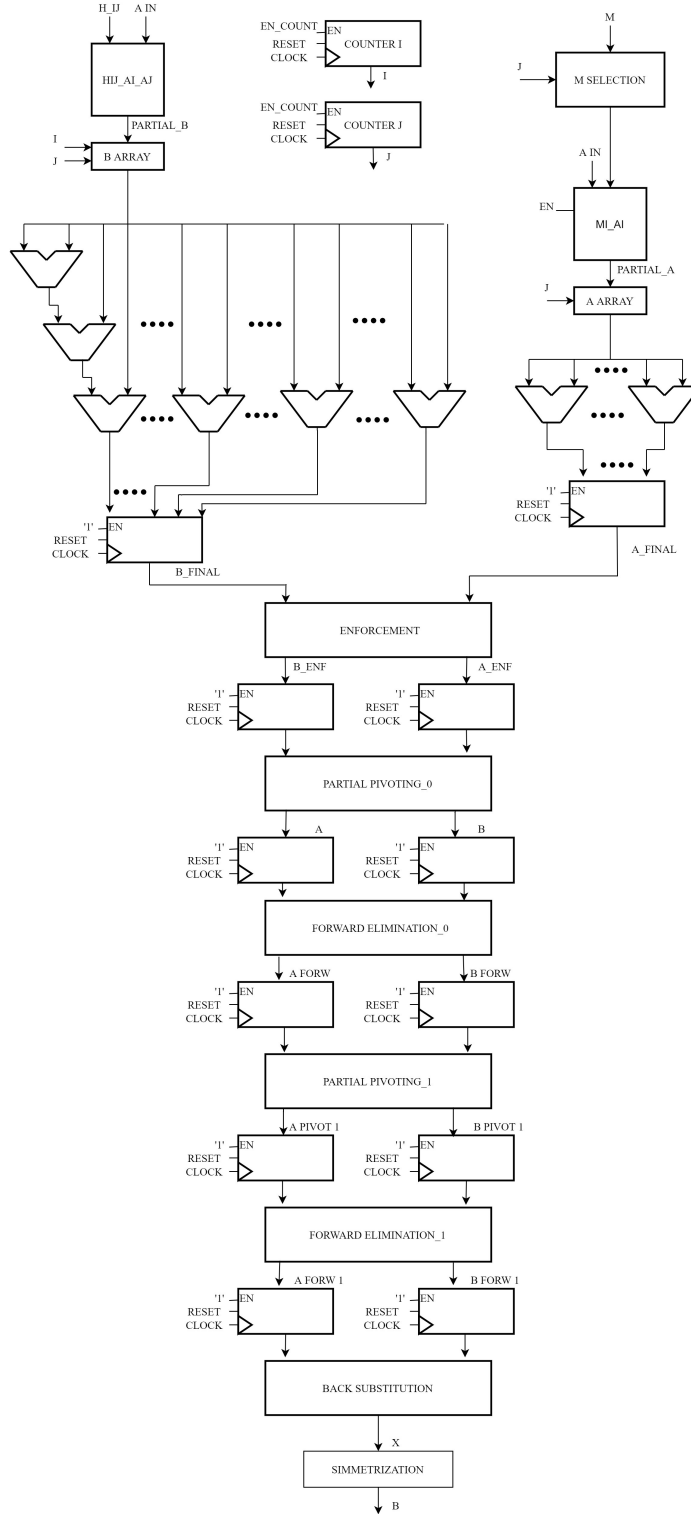 H_IJ
A IN
HIJ_AI_AJ
PARTIAL_B
I
J
B ARRAY
EN_COUNT
EN
RESET
CLOCK
COUNTER I
I
EN_COUNT
EN
RESET
CLOCK
COUNTER J
J
M
J
M SELECTION
A IN
EN
MI_AI
PARTIAL_A
J
A ARRAY
'1'
EN
RESET
CLOCK
A_FINAL
'1'
EN
RESET
CLOCK
B_FINAL
ENFORCEMENT
B_ENF
A_ENF
'1'
EN
RESET
CLOCK
'1'
EN
RESET
CLOCK
PARTIAL PIVOTING_0
A
B
'1'
EN
RESET
CLOCK
'1'
EN
RESET
CLOCK
FORWARD ELIMINATION_0
A FORW
B FORW
'1'
EN
RESET
CLOCK
'1'
EN
RESET
CLOCK
PARTIAL PIVOTING_1
A PIVOT 1
B PIVOT 1
'1'
EN
RESET
CLOCK
'1'
EN
RESET
CLOCK
FORWARD ELIMINATION_1
A FORW 1
B FORW 1
'1'
EN
RESET
CLOCK
'1'
EN
RESET
CLOCK
BACK SUBSTITUTION
X
SIMMETRIZATION
B